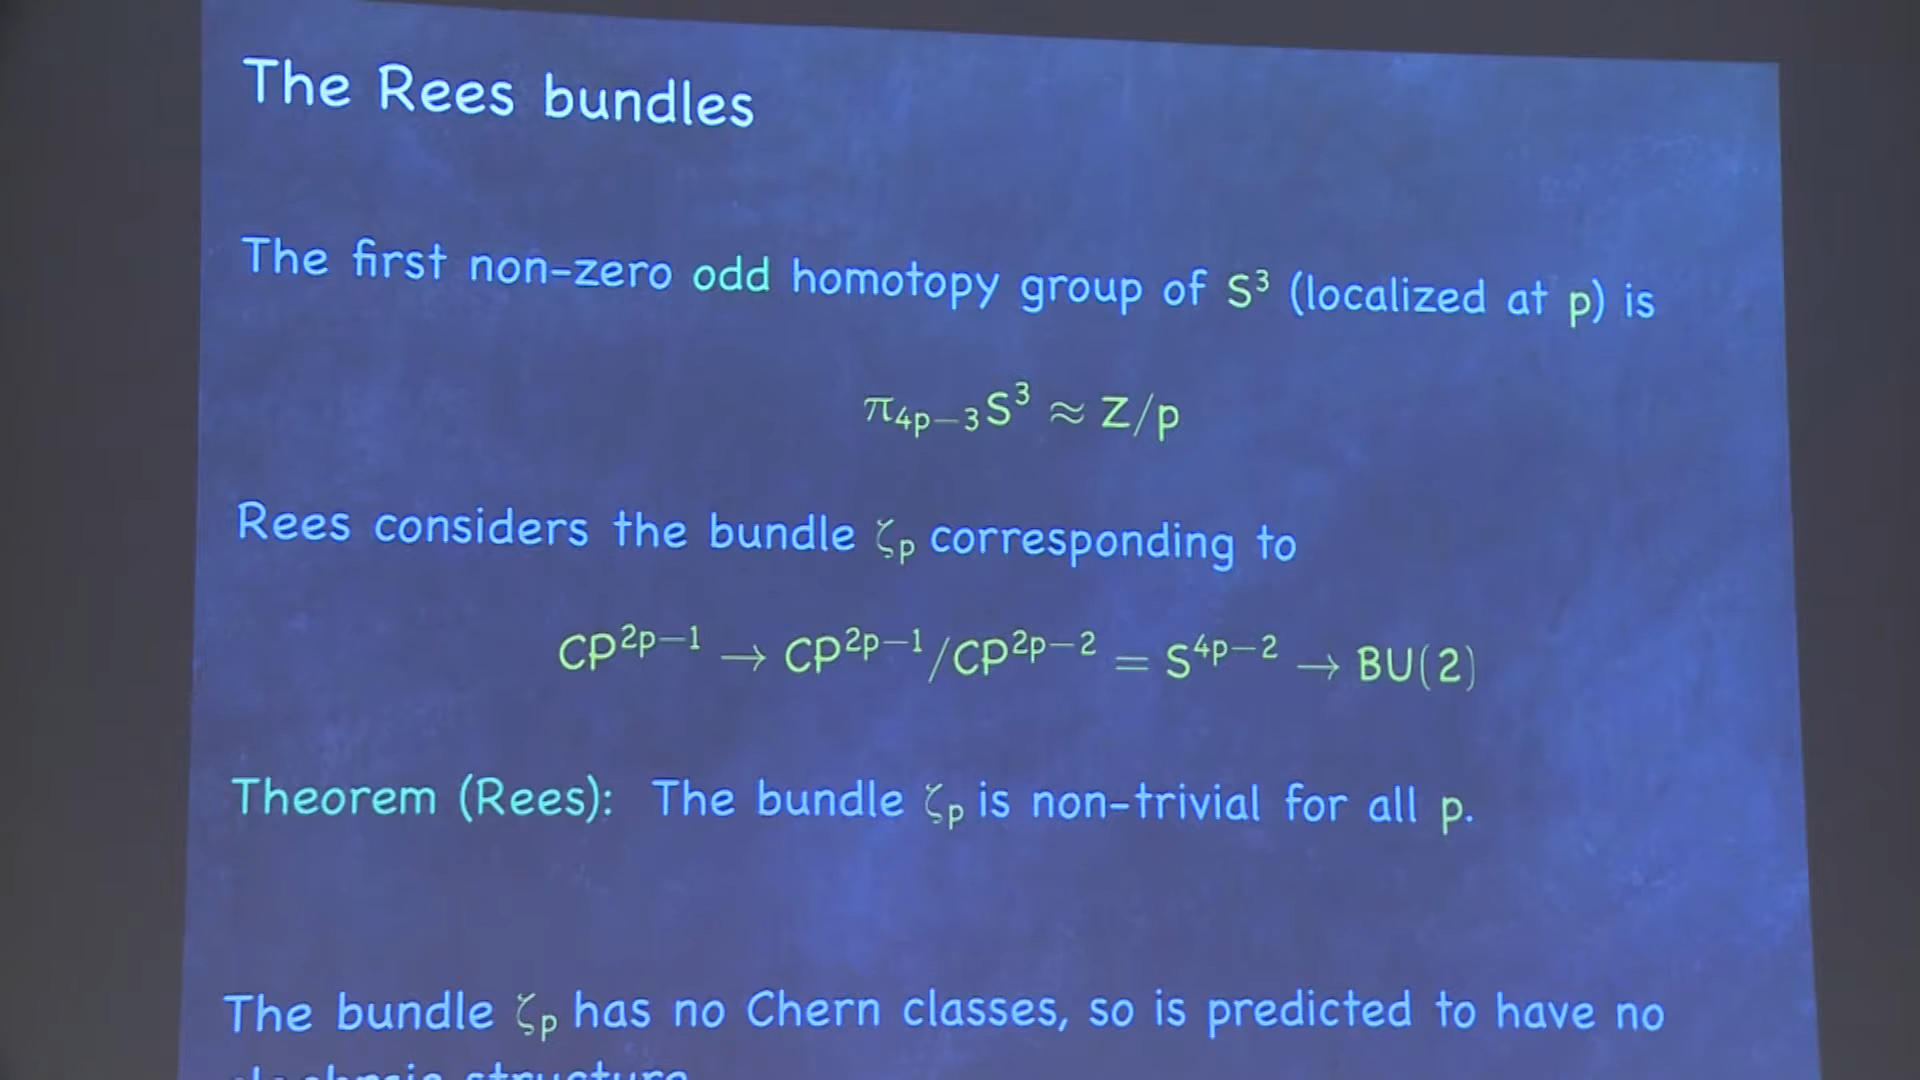 The Rees bundles
The first non-zero odd homotopy group of S³ (localized at p) is
π₄ₚ₋₃S³ ≈ Z/p
Rees considers the bundle ζₚ corresponding to
CP²ᵖ⁻¹ → CP²ᵖ⁻¹/CP²ᵖ⁻² = S⁴ᵖ⁻² → BU(2)
Theorem (Rees): The bundle ζₚ is non-trivial for all p.
The bundle ζₚ has no Chern classes, so is predicted to have no
structure